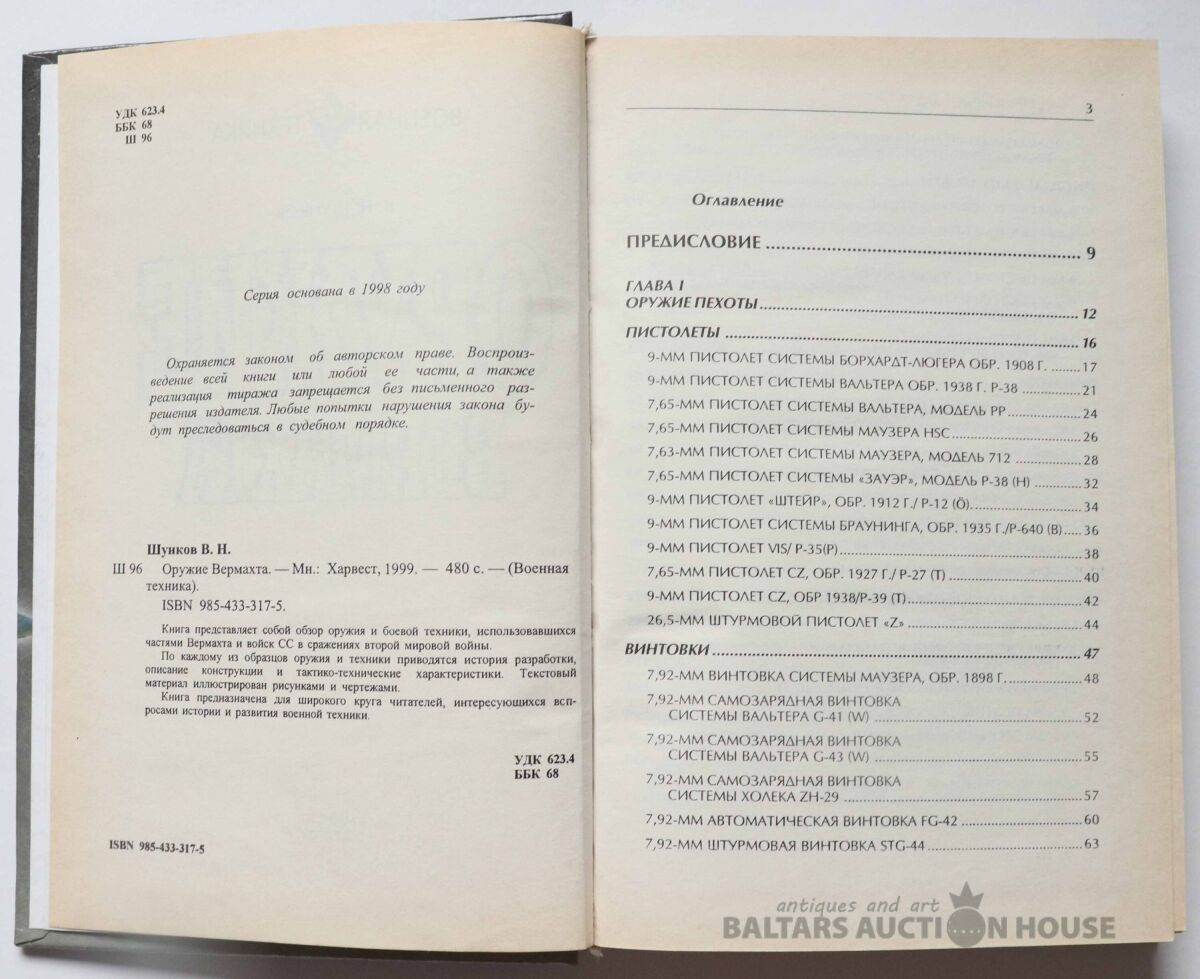 УДК 623.4
ББК 68
Ш 96
Серия основана в 1998 году
Охраняется законом об авторском праве. Воспроиз-
ведение всей книги или любой ее части, а также
реализация тиража запрещается без письменного раз-
решения издателя. Любые попытки нарушения закона бу-
дут преследоваться в судебном порядке.
Шунков В. Н.
Ш 96 Оружие Вермахта. — Мн.: Харвест, 1999. — 480 с. — (Военная
техника).
ISBN 985-433-317-5.
Книга представляет собой обзор оружия и боевой техники, использовавшихся
частями Вермахта и войск СС в сражениях второй мировой войны.
По каждому из образцов оружия и техники приводятся история разработки,
описание конструкции и тактико-технические характеристики. Текстовый
материал иллюстрирован рисунками и чертежами.
Книга предназначена для широкого круга читателей, интересующихся воп-
росами истории и развития военной техники.
УДК 623.4
ББК 68
ISBN 985-433-317-5
3
Оглавление
ПРЕДИСЛОВИЕ ..... 9
ГЛАВА I
ОРУЖИЕ ПЕХОТЫ ..... 12
ПИСТОЛЕТЫ ..... 16
9-ММ ПИСТОЛЕТ СИСТЕМЫ БОРХАРДТ-ЛЮГЕРА ОБР. 1908 Г. ..... 17
9-ММ ПИСТОЛЕТ СИСТЕМЫ ВАЛЬТЕРА ОБР. 1938 Г. Р-38 ..... 21
7,65-ММ ПИСТОЛЕТ СИСТЕМЫ ВАЛЬТЕРА, МОДЕЛЬ РР ..... 24
7,65-ММ ПИСТОЛЕТ СИСТЕМЫ МАУЗЕРА HSC ..... 26
7,63-ММ ПИСТОЛЕТ СИСТЕМЫ МАУЗЕРА, МОДЕЛЬ 712 ..... 28
7,65-ММ ПИСТОЛЕТ СИСТЕМЫ «ЗАУЭР», МОДЕЛЬ Р-38 (H) ..... 32
9-ММ ПИСТОЛЕТ «ШТЕЙР», ОБР. 1912 Г./ Р-12 (Ö). ..... 34
9-ММ ПИСТОЛЕТ СИСТЕМЫ БРАУНИНГА, ОБР. 1935 Г./Р-640 (B) ..... 36
9-ММ ПИСТОЛЕТ VIS/ P-35(P) ..... 38
7,65-ММ ПИСТОЛЕТ CZ, ОБР. 1927 Г./ Р-27 (T) ..... 40
9-ММ ПИСТОЛЕТ CZ, ОБР 1938/Р-39 (T) ..... 42
26,5-ММ ШТУРМОВОЙ ПИСТОЛЕТ «Z» ..... 44
ВИНТОВКИ ..... 47
7,92-ММ ВИНТОВКА СИСТЕМЫ МАУЗЕРА, ОБР. 1898 Г. ..... 48
7,92-ММ САМОЗАРЯДНАЯ ВИНТОВКА
СИСТЕМЫ ВАЛЬТЕРА G-41 (W) ..... 52
7,92-ММ САМОЗАРЯДНАЯ ВИНТОВКА
СИСТЕМЫ ВАЛЬТЕРА G-43 (W) ..... 55
7,92-ММ САМОЗАРЯДНАЯ ВИНТОВКА
СИСТЕМЫ ХОЛЕКА ZH-29 ..... 57
7,92-ММ АВТОМАТИЧЕСКАЯ ВИНТОВКА FG-42 ..... 60
7,92-ММ ШТУРМОВАЯ ВИНТОВКА STG-44 ..... 63
antiques and art
BALTARS AUCTION HOUSE